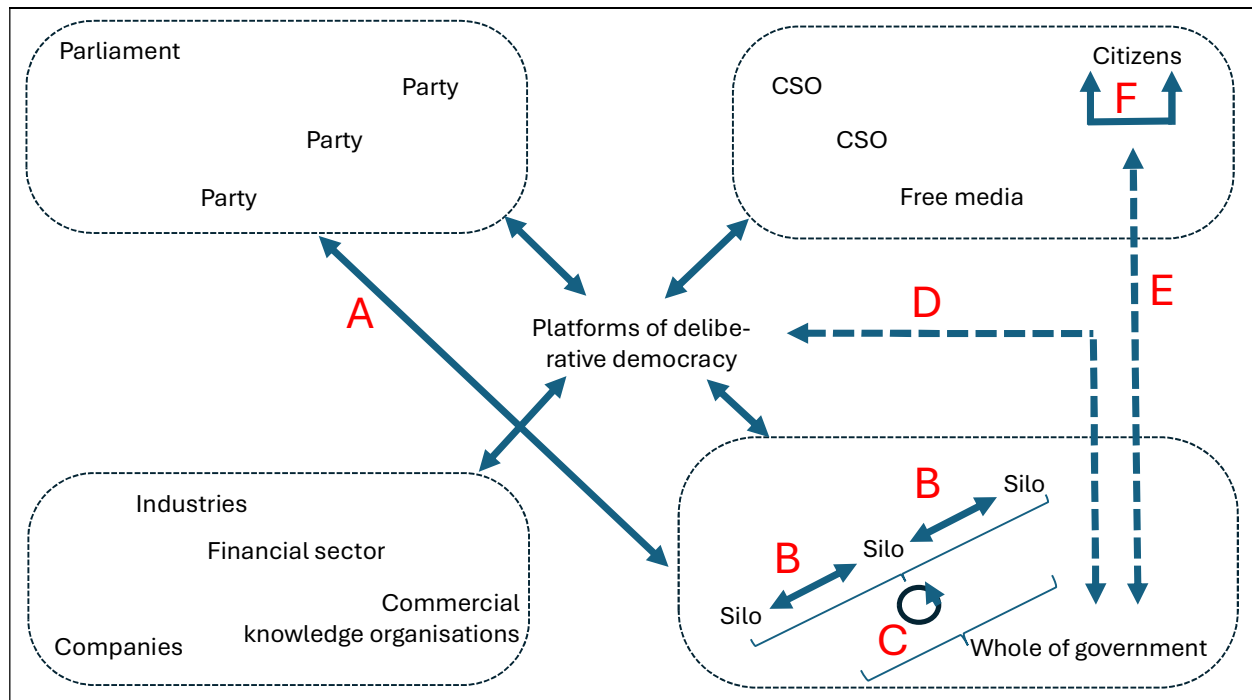 Parliament
Party
Party
Party
Citizens
CSO
F
CSO
Free media
A
D
E
Platforms of delibe-
rative democracy
Industries
Financial sector
Commercial
knowledge organisations
Companies
B
Silo
B
Silo
Silo
C
Whole of government